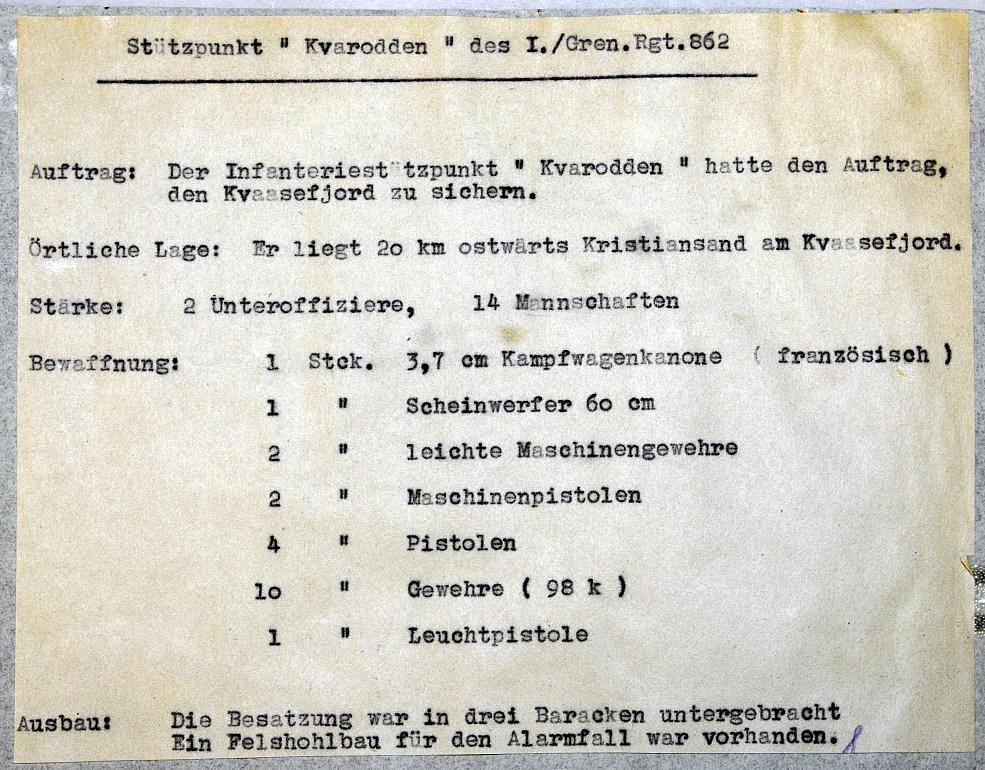 Stützpunkt " Kvarodden " des I./Gren.Rgt.862
Auftrag: Der Infanteriestützpunkt " Kvarodden " hatte den Auftrag,
den Kvaasefjord zu sichern.
Örtliche Lage: Er liegt 2o km ostwärts Kristiansand am Kvaasefjord.
Stärke: 2 Unteroffiziere, 14 Mannschaften
Bewaffnung: 1 Stck. 3,7 cm Kampfwagenkanone ( französisch )
1 " Scheinwerfer 6o cm
2 " leichte Maschinengewehre
2 " Maschinenpistolen
4 " Pistolen
1o " Gewehre ( 98 k )
1 " Leuchtpistole
Ausbau: Die Besatzung war in drei Baracken untergebracht
Ein Felshohlbau für den Alarmfall war vorhanden.